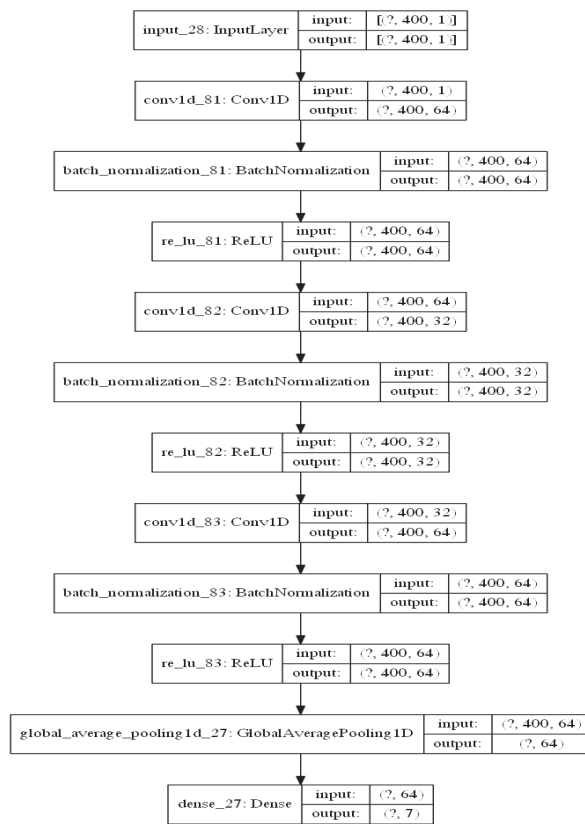 input_28: InputLayer input: [(?, 400, 1)]
output: [(?, 400, 1)]
conv1d_81: Conv1D input: (?, 400, 1)
output: (?, 400, 64)
batch_normalization_81: BatchNormalization input: (?, 400, 64)
output: (?, 400, 64)
re_lu_81: ReLU input: (?, 400, 64)
output: (?, 400, 64)
conv1d_82: Conv1D input: (?, 400, 64)
output: (?, 400, 32)
batch_normalization_82: BatchNormalization input: (?, 400, 32)
output: (?, 400, 32)
re_lu_82: ReLU input: (?, 400, 32)
output: (?, 400, 32)
conv1d_83: Conv1D input: (?, 400, 32)
output: (?, 400, 64)
batch_normalization_83: BatchNormalization input: (?, 400, 64)
output: (?, 400, 64)
re_lu_83: ReLU input: (?, 400, 64)
output: (?, 400, 64)
global_average_pooling1d_27: GlobalAveragePooling1D input: (?, 400, 64)
output: (?, 64)
dense_27: Dense input: (?, 64)
output: (?, 7)